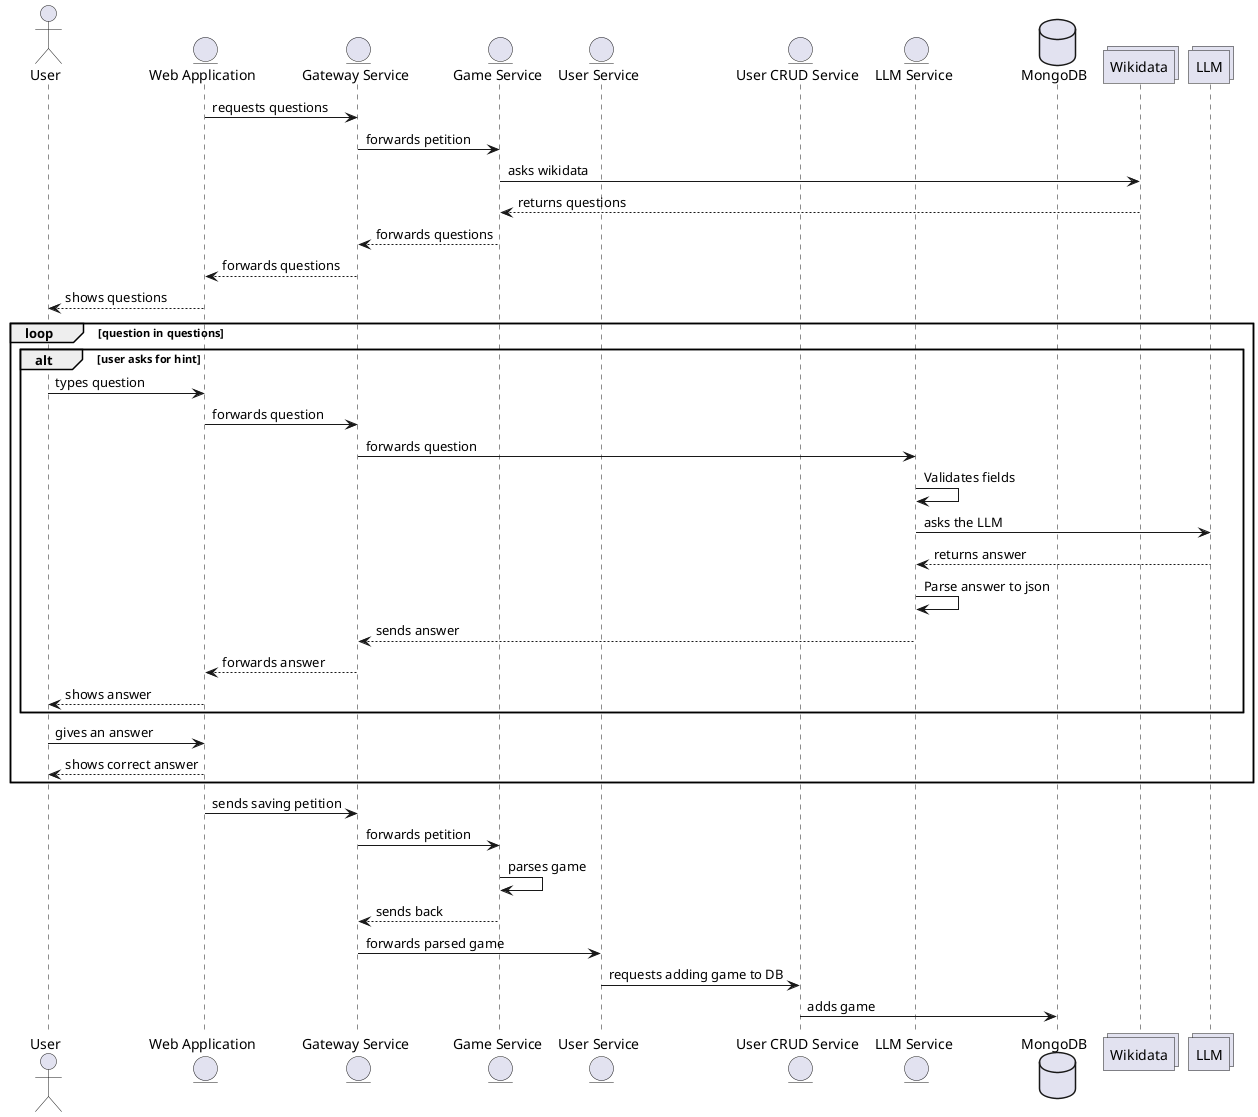 User
Web Application
Gateway Service
Game Service
User Service
User CRUD Service
LLM Service
MongoDB
Wikidata
LLM
requests questions
forwards petition
asks wikidata
returns questions
forwards questions
forwards questions
shows questions
loop [question in questions]
alt [user asks for hint]
types question
forwards question
forwards question
Validates fields
asks the LLM
returns answer
Parse answer to json
sends answer
forwards answer
shows answer
gives an answer
shows correct answer
sends saving petition
forwards petition
parses game
sends back
forwards parsed game
requests adding game to DB
adds game
User
Web Application
Gateway Service
Game Service
User Service
User CRUD Service
LLM Service
MongoDB
Wikidata
LLM